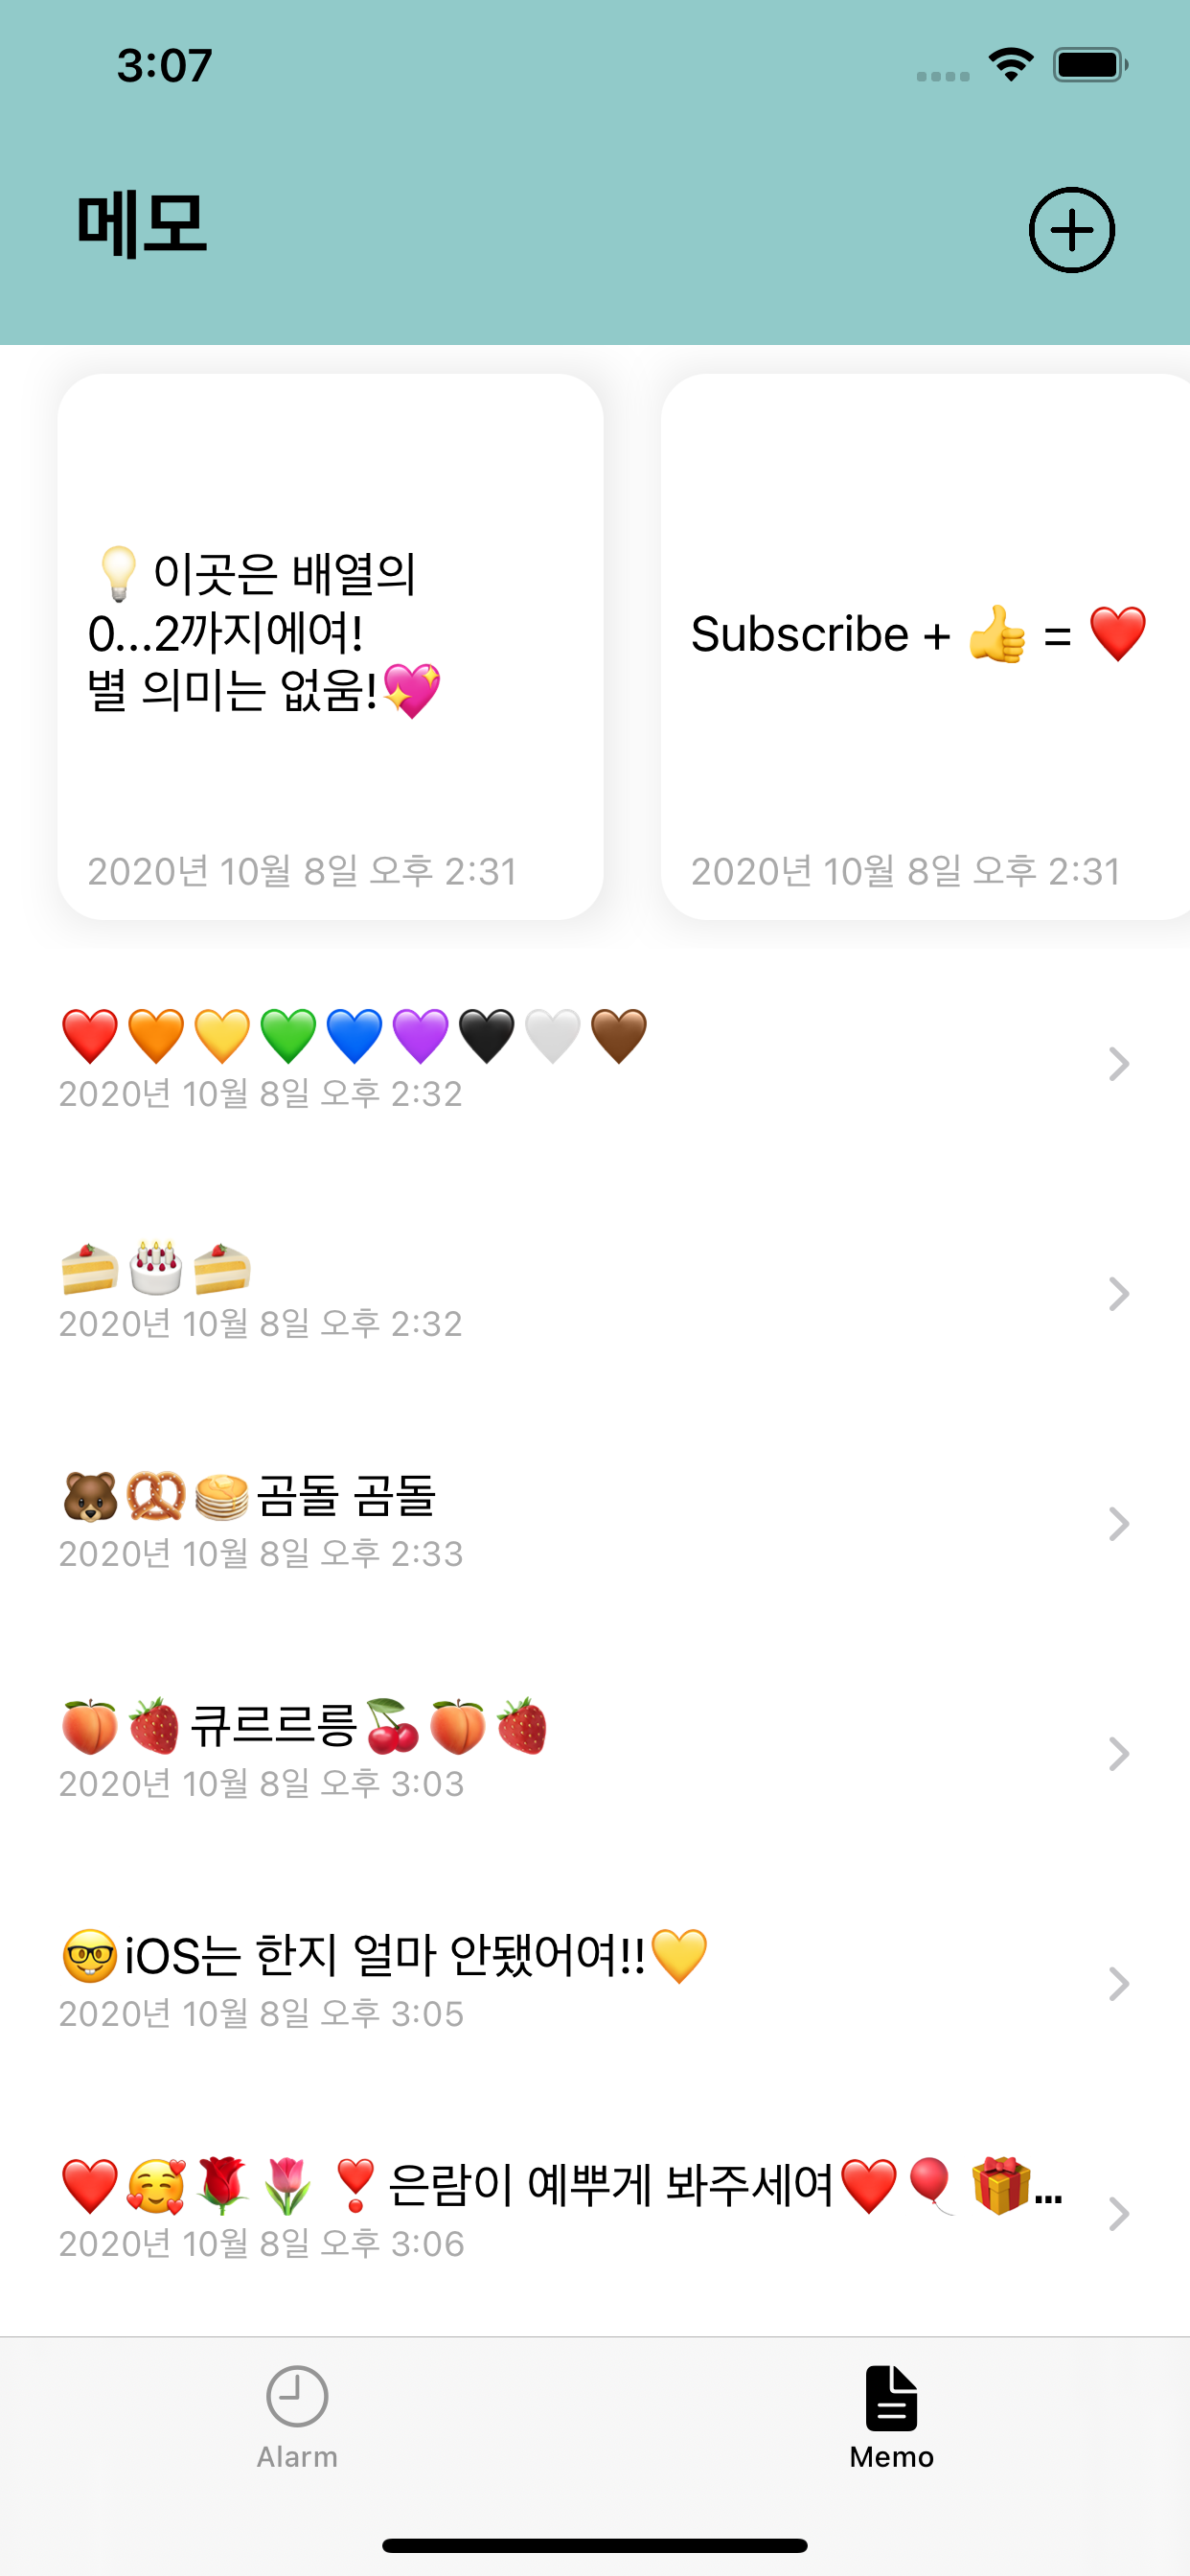 3:07
메모
💡 이곳은 배열의
0...2까지에여!
별 의미는 없움!💖
2020년 10월 8일 오후 2:31
Subscribe + 👍 = ❤️
2020년 10월 8일 오후 2:31
❤️🧡💛💚💙💜🖤🤍🤎
2020년 10월 8일 오후 2:32
🍰🎂🍰
2020년 10월 8일 오후 2:32
🐻🥨🥞곰돌 곰돌
2020년 10월 8일 오후 2:33
🍑🍓큐르르릉🍒🍑🍓
2020년 10월 8일 오후 3:03
🤓iOS는 한지 얼마 안됐어여!!💛
2020년 10월 8일 오후 3:05
❤️🥰🌹🌷❣️은람이 예쁘게 봐주세여❤️🎈🎁...
2020년 10월 8일 오후 3:06
Alarm
Memo